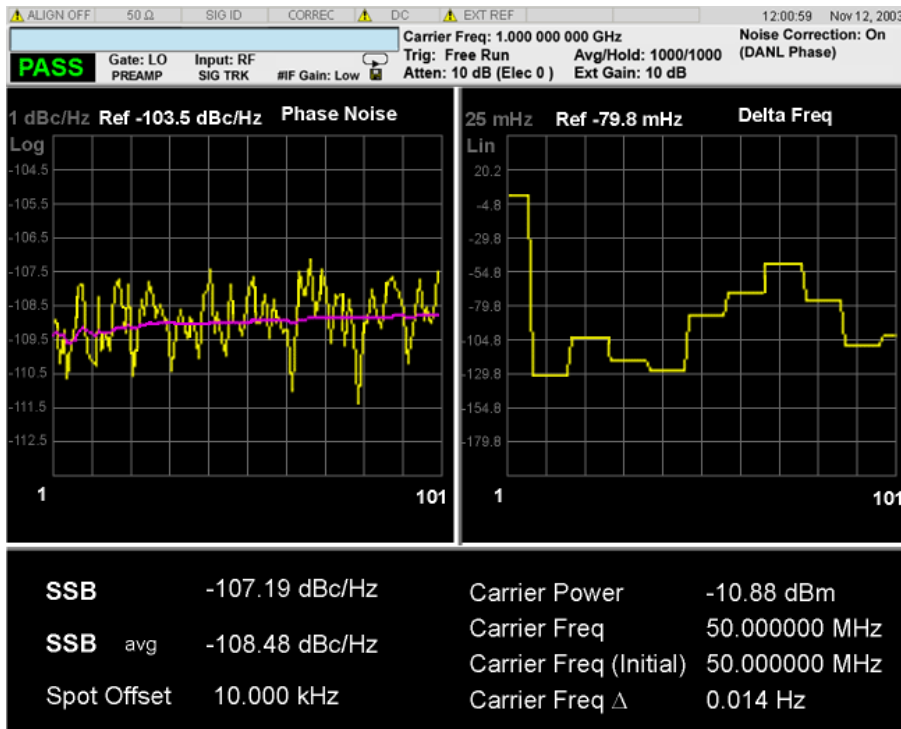 ALIGN OFF 50 Ω SIG ID CORREC DC EXT REF 12:00:59 Nov 12, 2003
PASS
Gate: LO
PREAMP
Input: RF
SIG TRK
#IF Gain: Low
Carrier Freq: 1.000 000 000 GHz
Trig: Free Run Avg/Hold: 1000/1000
Atten: 10 dB (Elec 0 ) Ext Gain: 10 dB
Noise Correction: On
(DANL Phase)
1 dBc/Hz Ref -103.5 dBc/Hz Phase Noise
Log
-104.5
-105.5
-106.5
-107.5
-108.5
-109.5
-110.5
-111.5
-112.5
1 101
25 mHz Ref -79.8 mHz Delta Freq
Lin
20.2
-4.8
-29.8
-54.8
-79.8
-104.8
-129.8
-154.8
-179.8
1 101
SSB -107.19 dBc/Hz
SSB avg -108.48 dBc/Hz
Spot Offset 10.000 kHz
Carrier Power -10.88 dBm
Carrier Freq 50.000000 MHz
Carrier Freq (Initial) 50.000000 MHz
Carrier Freq Δ 0.014 Hz